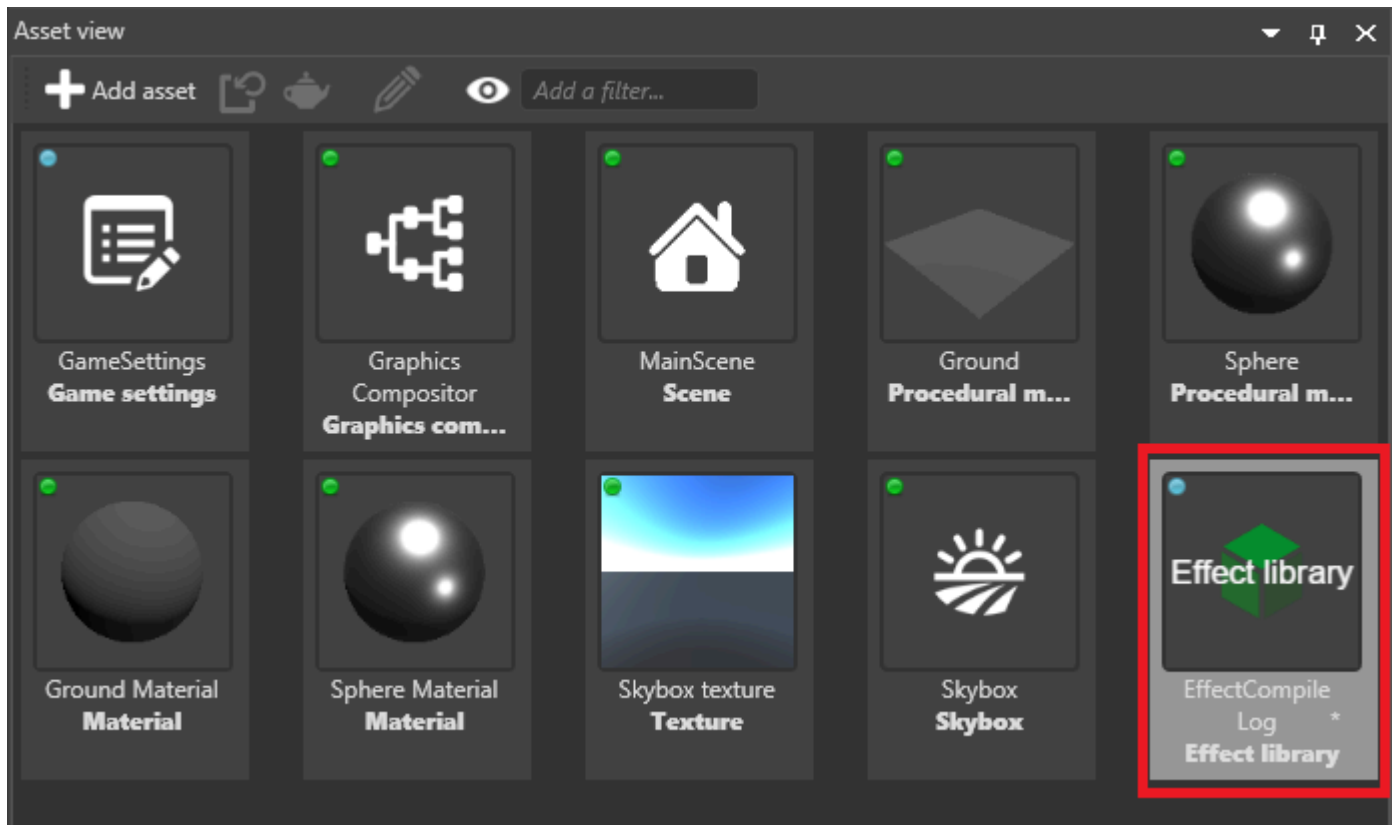 Asset view
Add asset
Add a filter...
GameSettings
Game settings
Graphics
Compositor
Graphics com...
MainScene
Scene
Ground
Procedural m...
Sphere
Procedural m...
Ground Material
Material
Sphere Material
Material
Skybox texture
Texture
Skybox
Skybox
Effect library
EffectCompile
Log *
Effect library